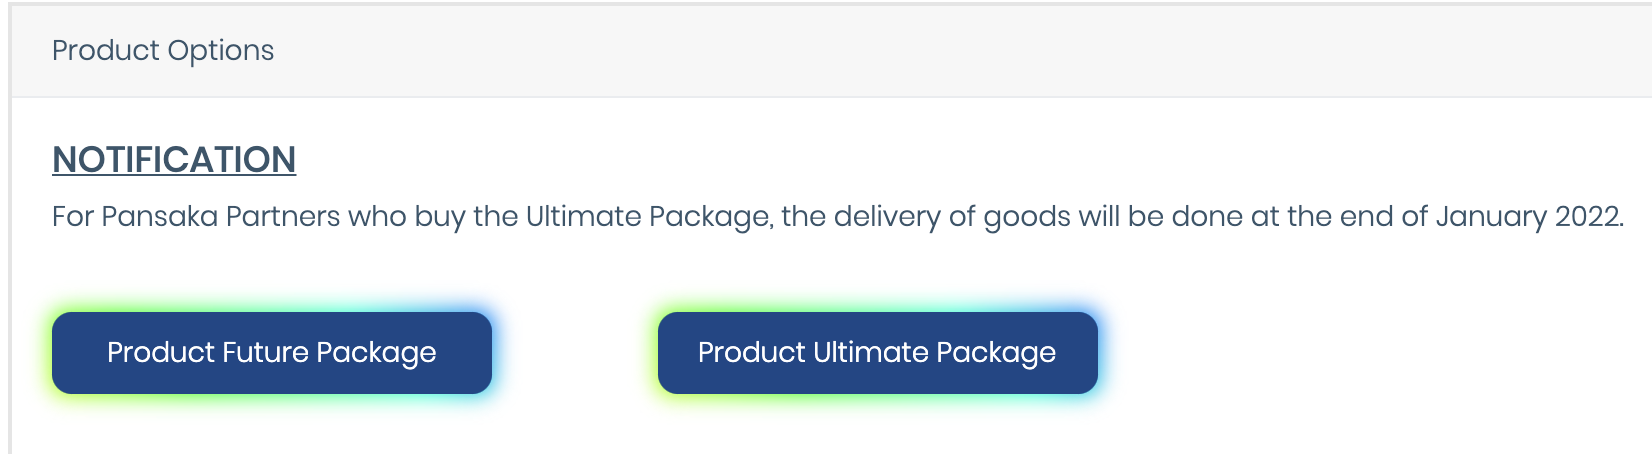 Product Options
NOTIFICATION
For Pansaka Partners who buy the Ultimate Package, the delivery of goods will be done at the end of January 2022.
Product Future Package
Product Ultimate Package